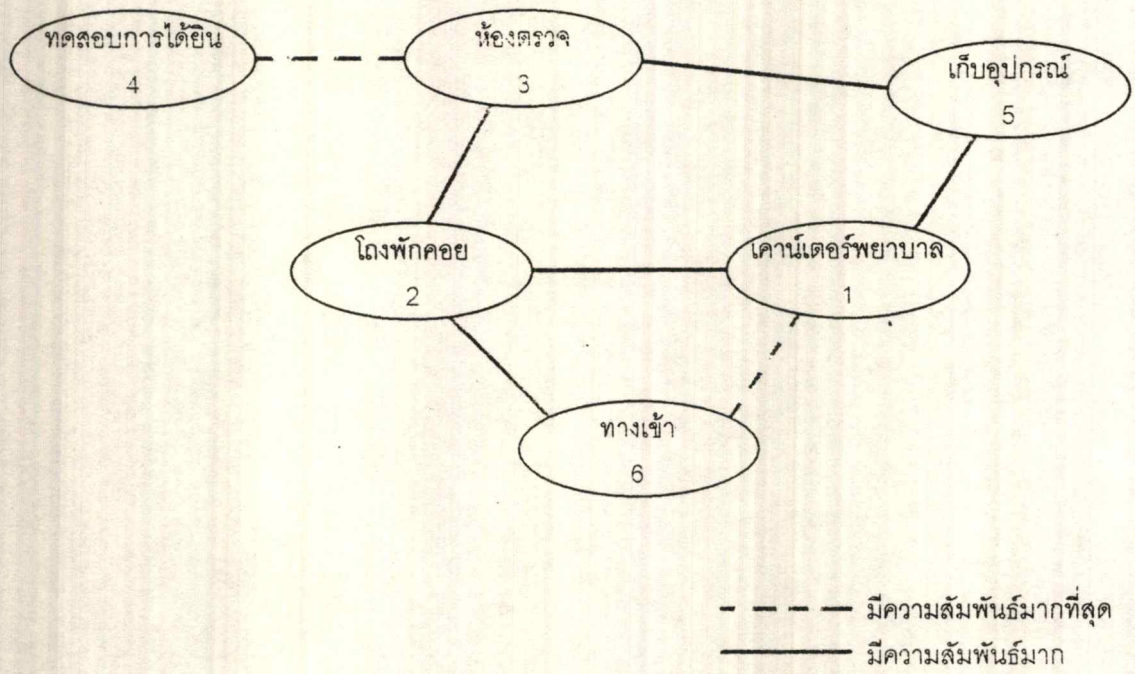 ทดสอบการได้ยิน
4
ห้องตรวจ
3
เก็บอุปกรณ์
5
โถงพักคอย
2
เคาน์เตอร์พยาบาล
1
ทางเข้า
6
มีความสัมพันธ์มากที่สุด
มีความสัมพันธ์มาก